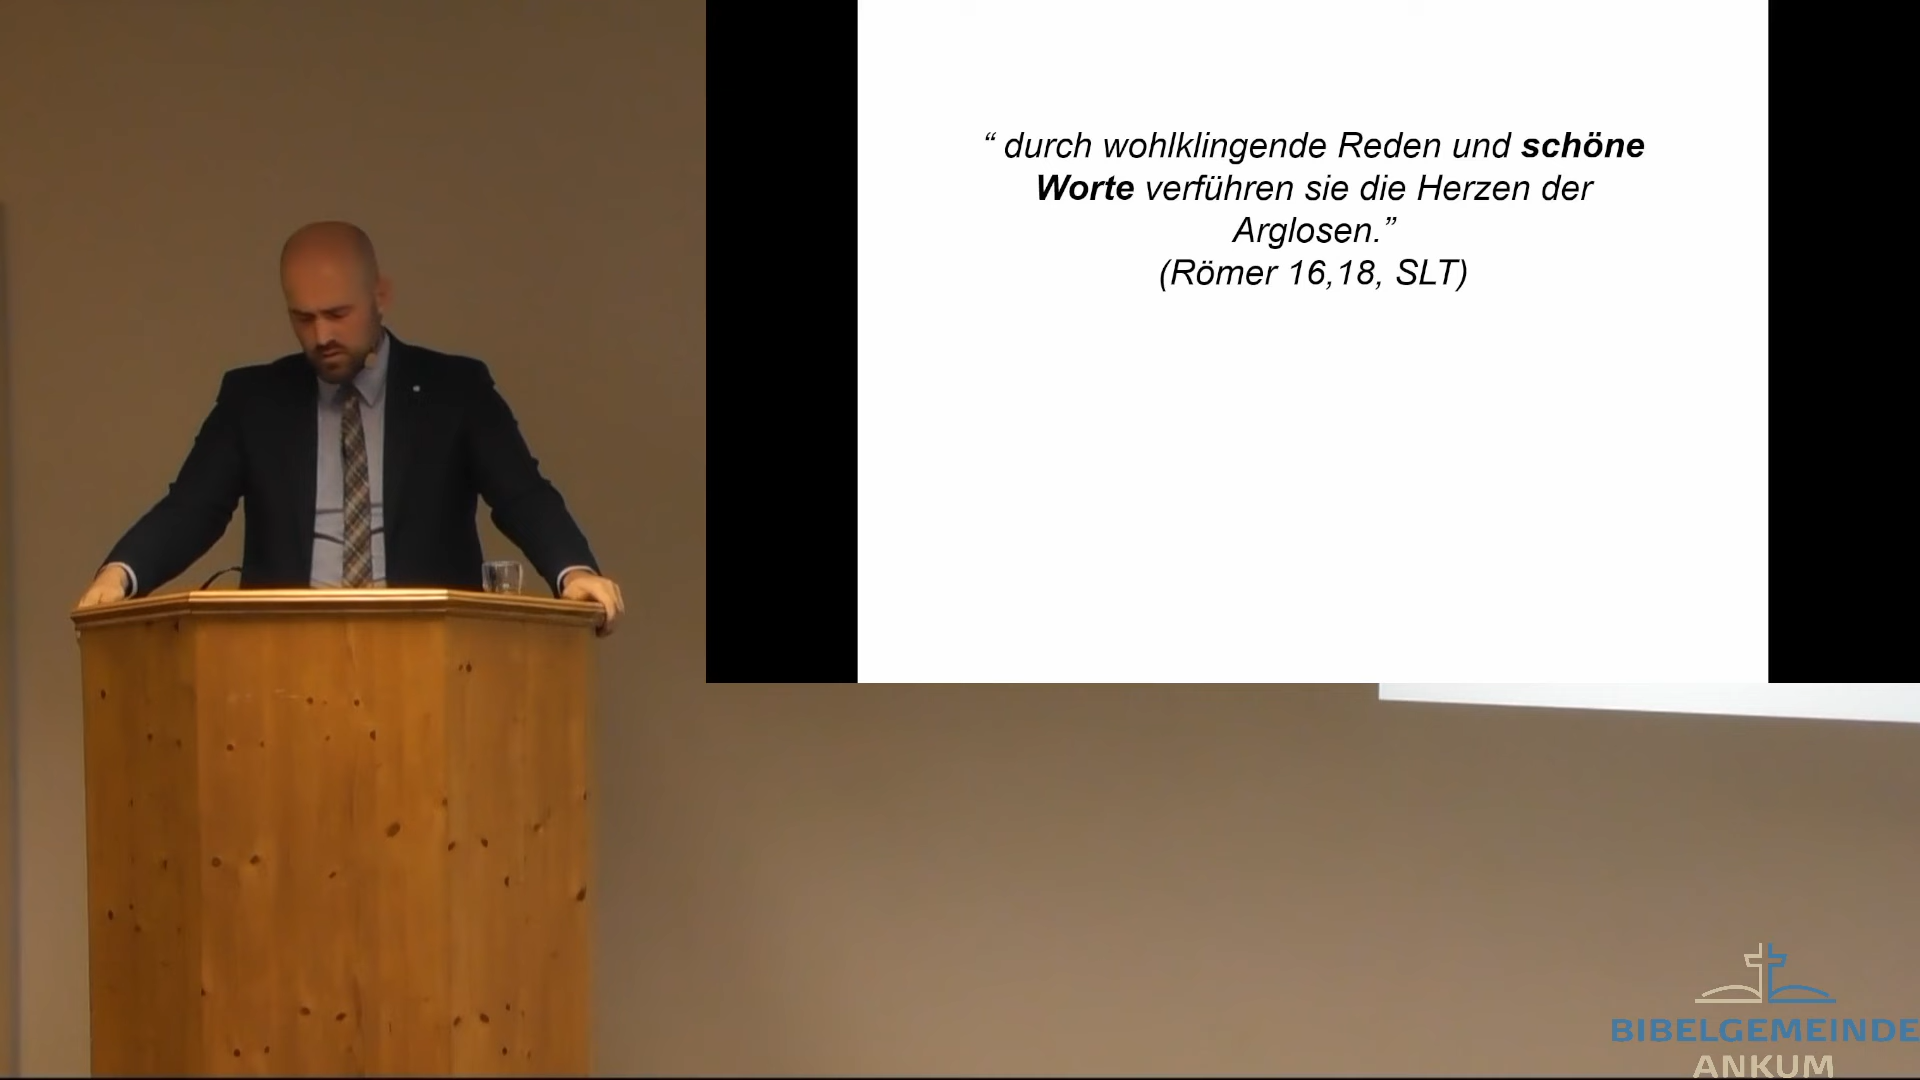 “ durch wohlklingende Reden und schöne
Worte verführen sie die Herzen der
Arglosen.”
(Römer 16,18, SLT)
BIBELGEMEINDE
ANKUM